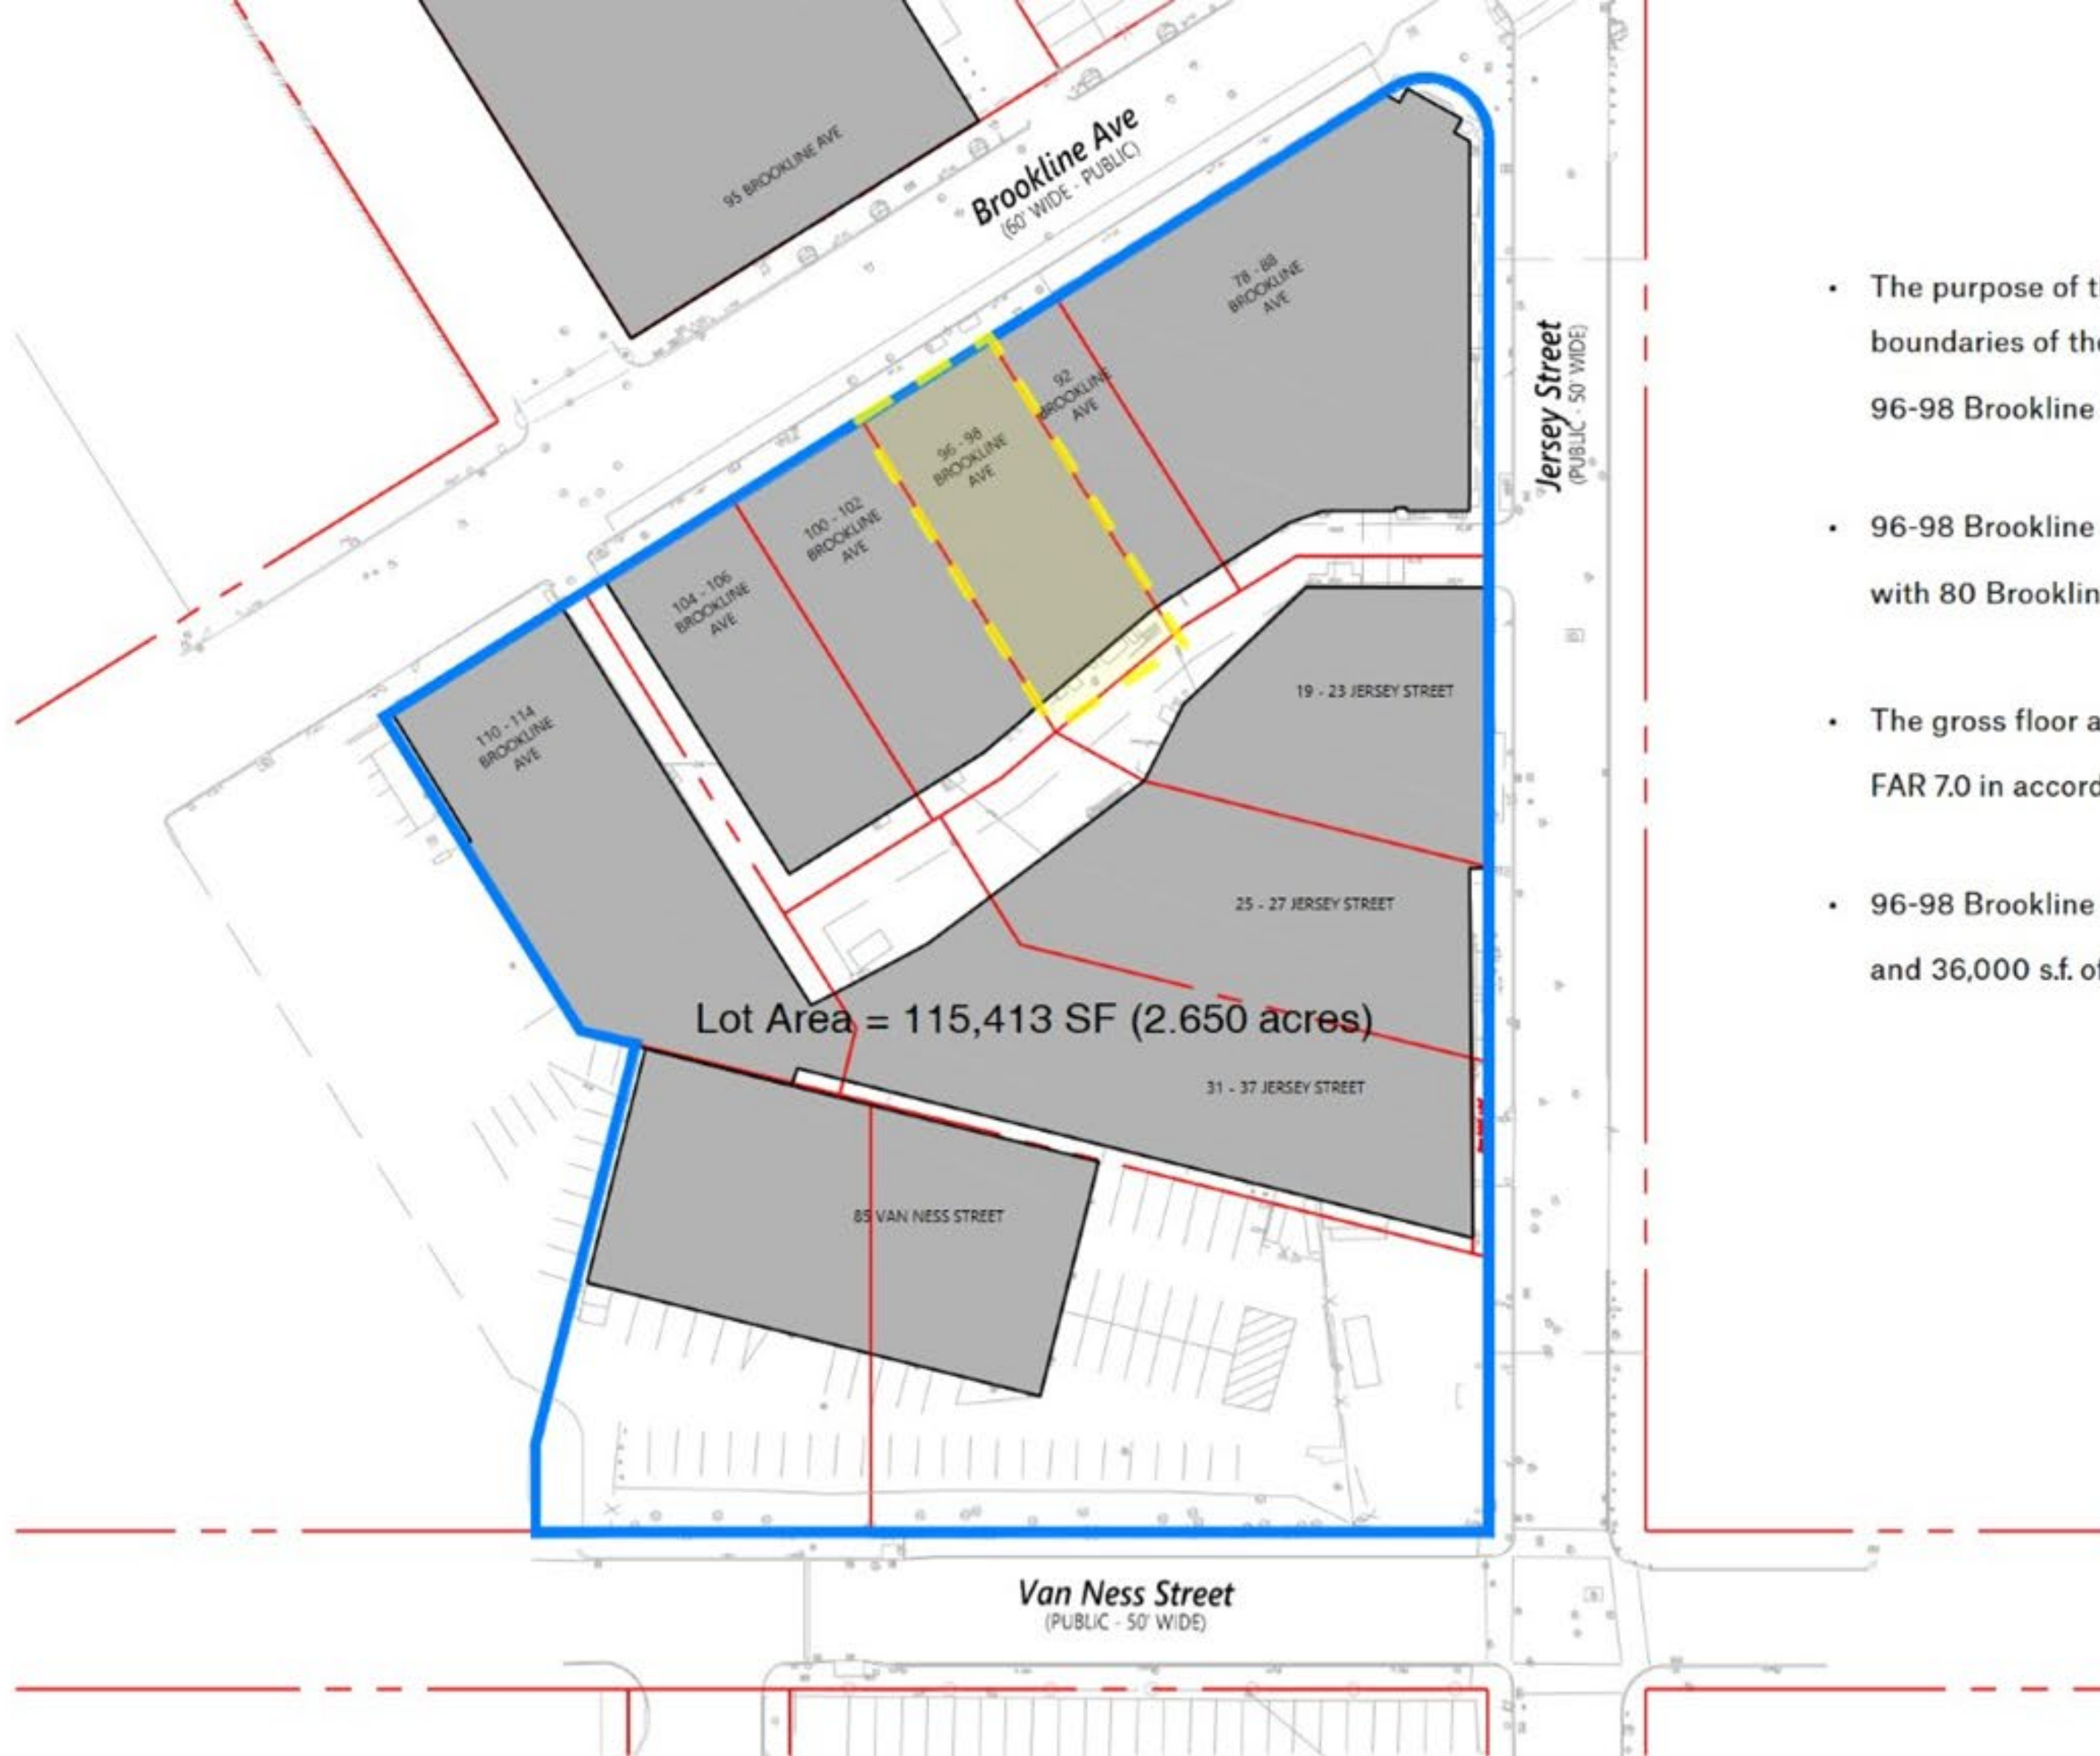 95 BROOKLINE AVE
Brookline Ave
(60' WIDE - PUBLIC)
78 - 88
BROOKLINE
AVE
92
BROOKLINE
AVE
96 - 98
BROOKLINE
AVE
100 - 102
BROOKLINE
AVE
104 - 106
BROOKLINE
AVE
110 - 114
BROOKLINE
AVE
Jersey Street
(PUBLIC - 50' WIDE)
19 - 23 JERSEY STREET
25 - 27 JERSEY STREET
Lot Area = 115,413 SF (2.650 acres)
31 - 37 JERSEY STREET
85 VAN NESS STREET
Van Ness Street
(PUBLIC - 50' WIDE)
• The purpose of
boundaries of
96-98 Brookline
• 96-98 Brookline
with 80
• The gross floor
FAR 7.0 in
• 96-98 Brookline
and 36,000 s.f.